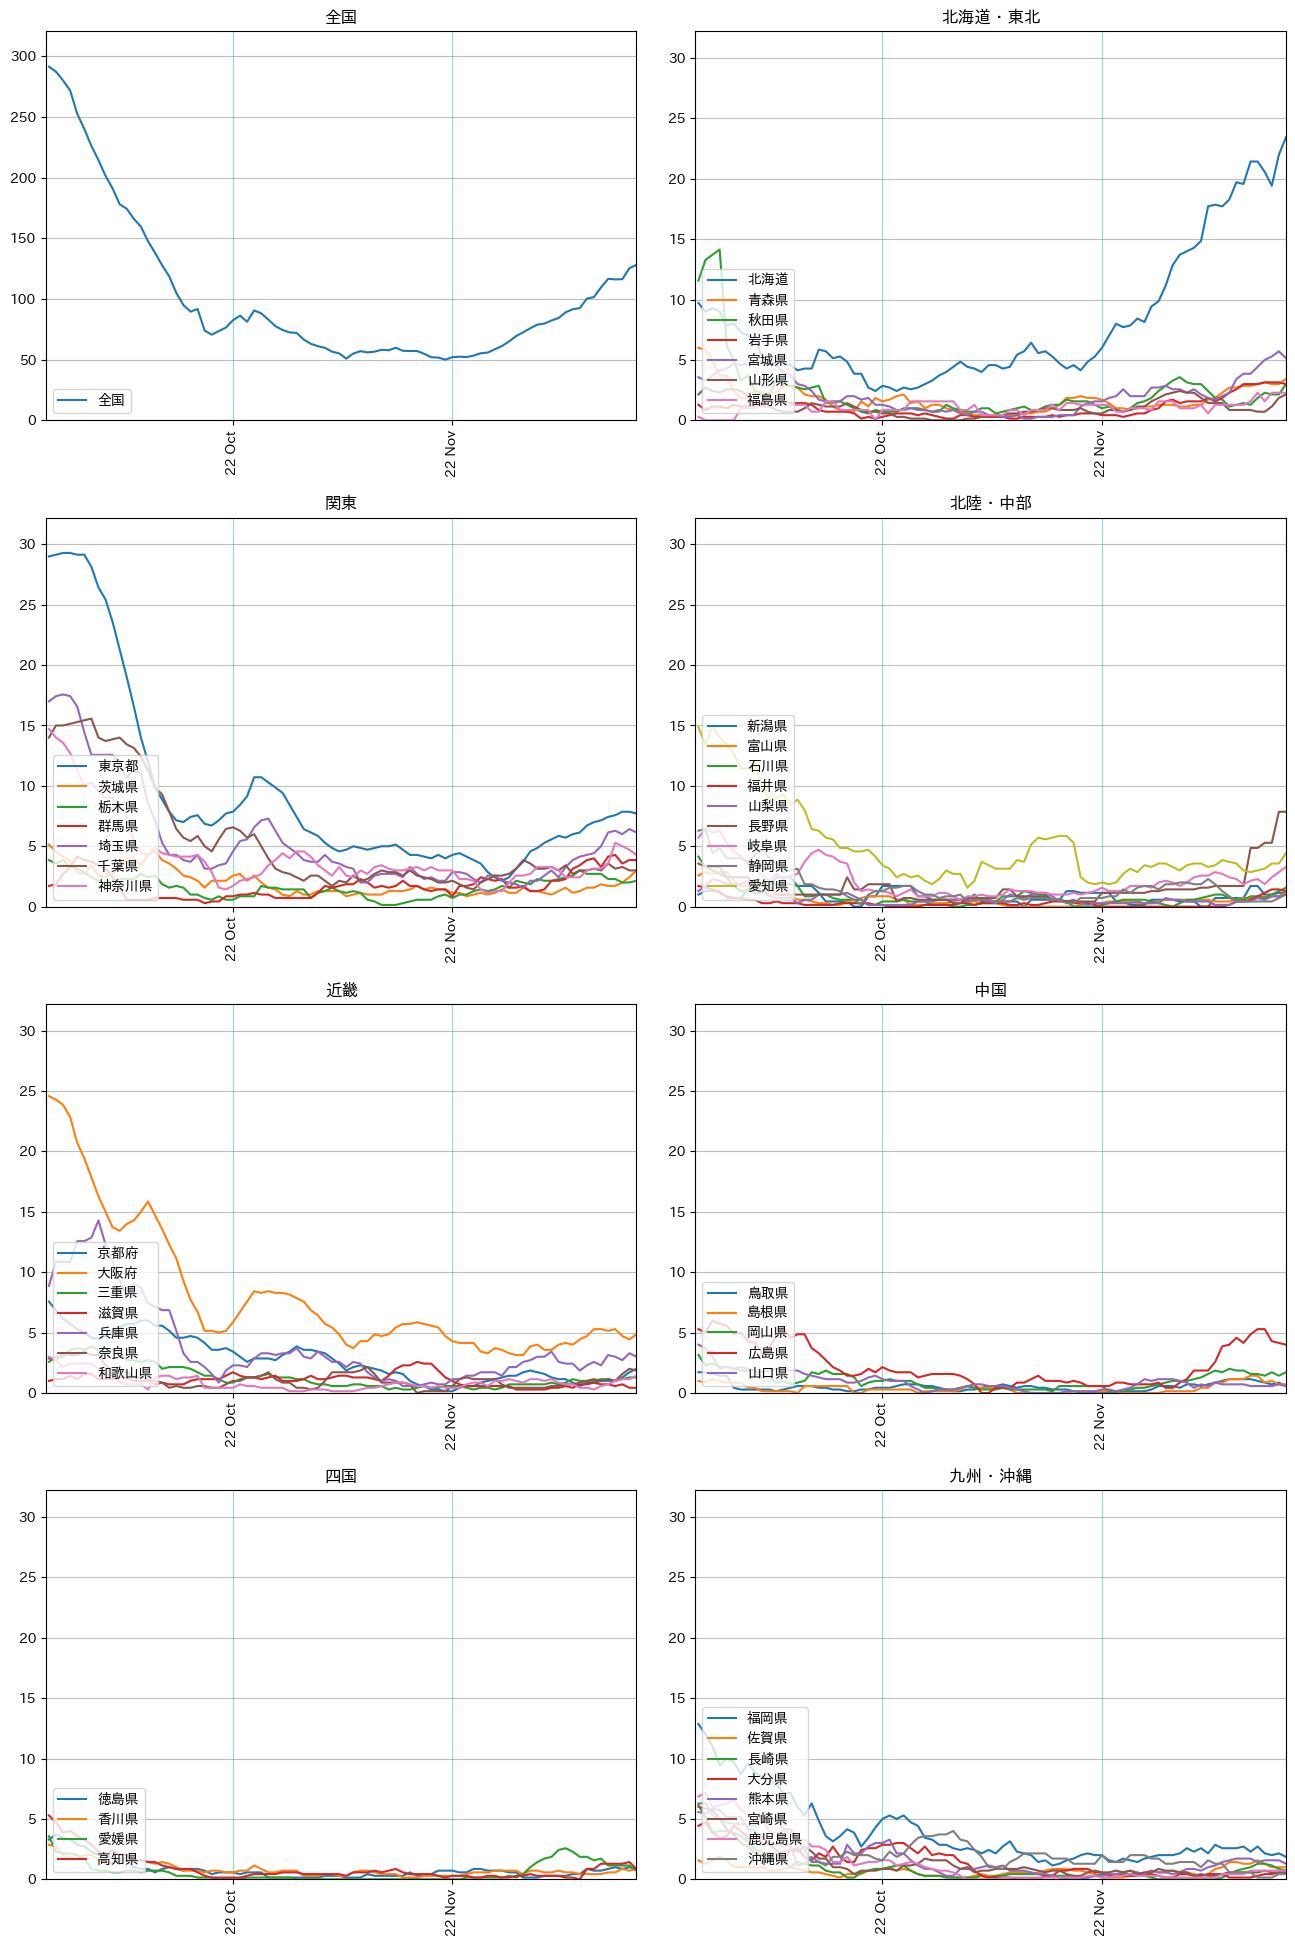 全国
300
250
200
150
100
50
0
全国
22 Oct
22 Nov
北海道・東北
30
25
20
15
10
5
0
北海道
青森県
秋田県
岩手県
宮城県
山形県
福島県
22 Oct
22 Nov
関東
30
25
20
15
10
5
0
東京都
茨城県
栃木県
群馬県
埼玉県
千葉県
神奈川県
22 Oct
22 Nov
北陸・中部
30
25
20
15
10
5
0
新潟県
富山県
石川県
福井県
山梨県
長野県
岐阜県
静岡県
愛知県
22 Oct
22 Nov
近畿
30
25
20
15
10
5
0
京都府
大阪府
三重県
滋賀県
兵庫県
奈良県
和歌山県
22 Oct
22 Nov
中国
30
25
20
15
10
5
0
鳥取県
島根県
岡山県
広島県
山口県
22 Oct
22 Nov
四国
30
25
20
15
10
5
0
徳島県
香川県
愛媛県
高知県
22 Oct
22 Nov
九州・沖縄
30
25
20
15
10
5
0
福岡県
佐賀県
長崎県
大分県
熊本県
宮崎県
鹿児島県
沖縄県
22 Oct
22 Nov